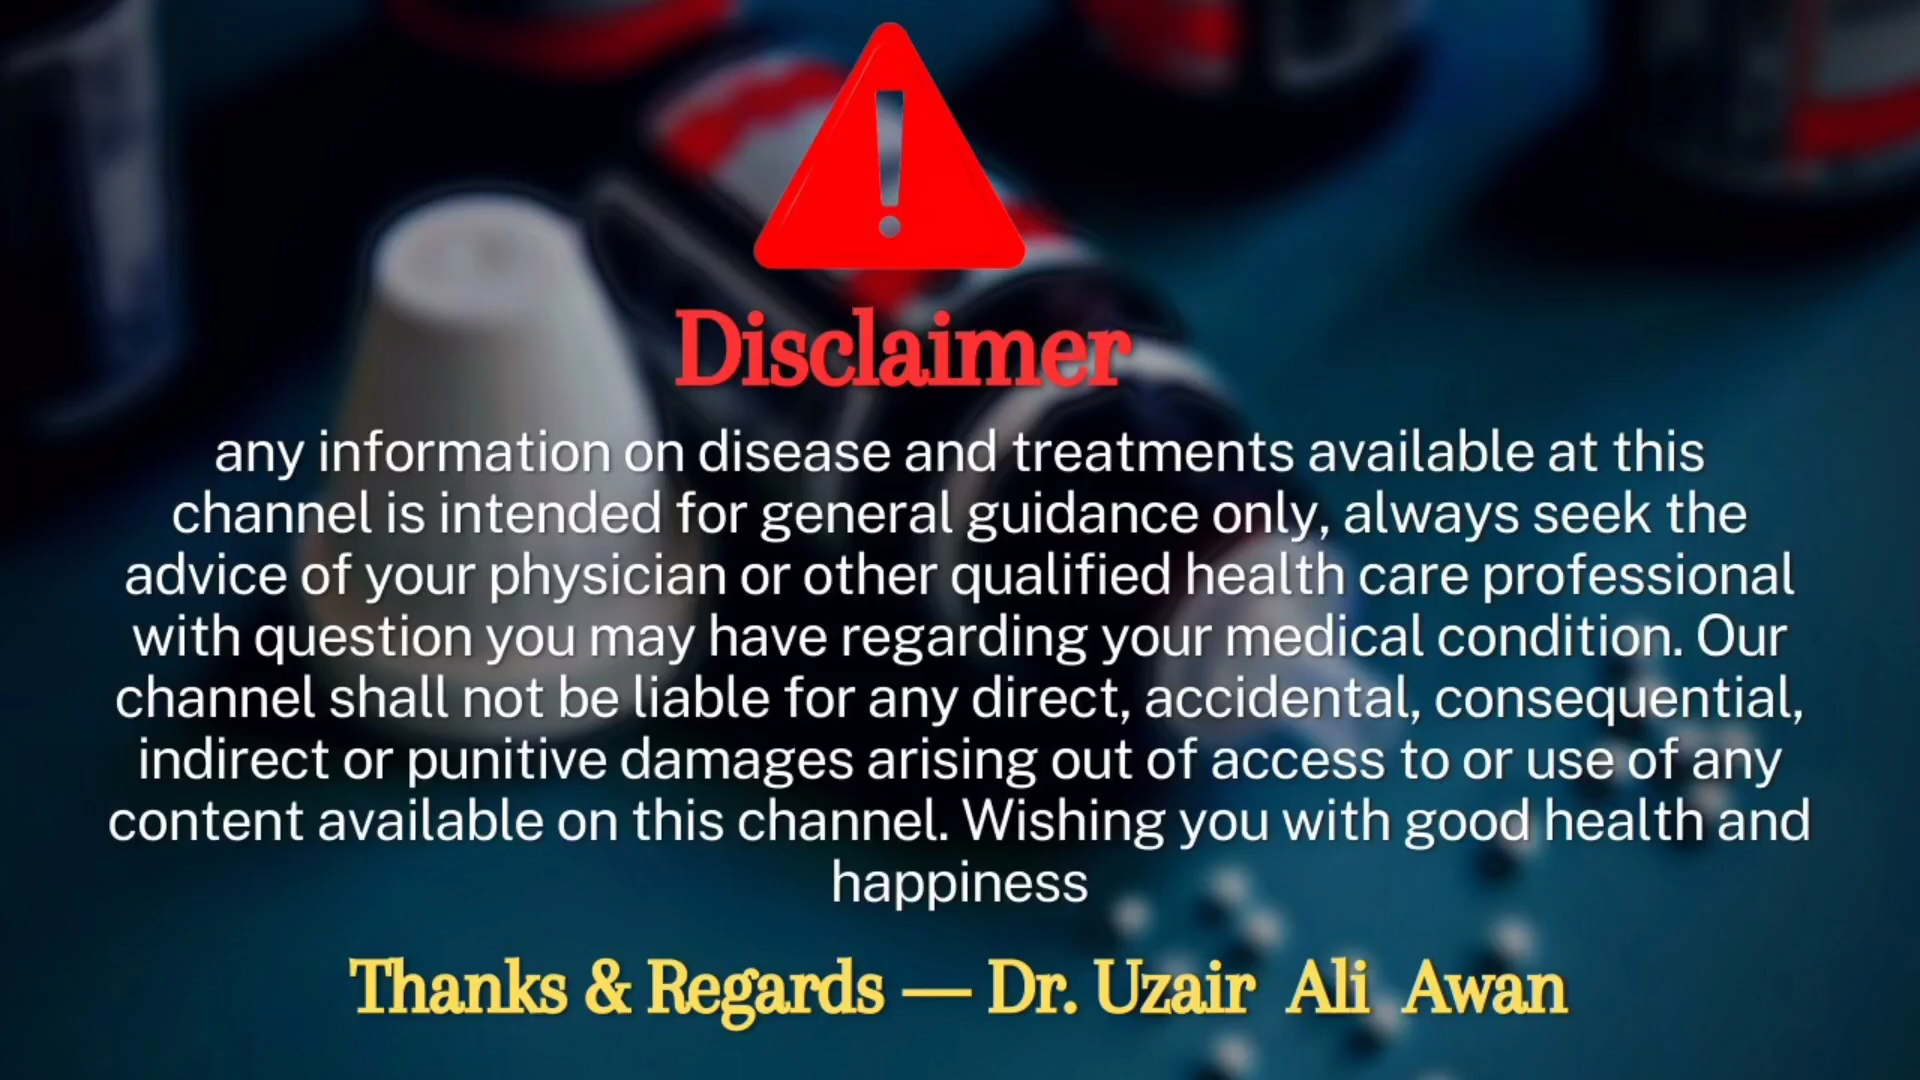 Disclaimer
any information on disease and treatments available at this
channel is intended for general guidance only, always seek the
advice of your physician or other qualified health care professional
with question you may have regarding your medical condition. Our
channel shall not be liable for any direct, accidental, consequential,
indirect or punitive damages arising out of access to or use of any
content available on this channel. Wishing you with good health and
happiness
Thanks & Regards — Dr. Uzair Ali Awan